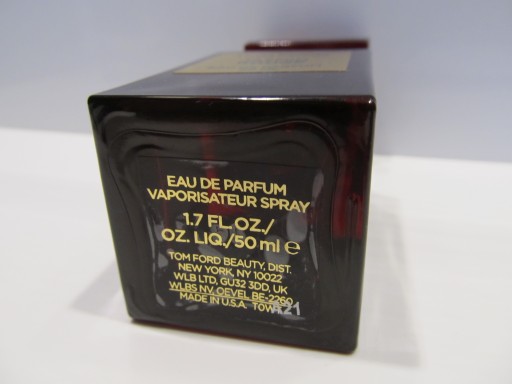 EAU DE PARFUM
VAPORISATEUR SPRAY
1.7 FL.OZ./
OZ. LIQ./50 ml e
TOM FORD BEAUTY, DIST.
NEW YORK, NY 10022
WLB LTD, GU32 3DD, UK
WLBS NV. OEVEL BE-2260
MADE IN U.S.A.
A21